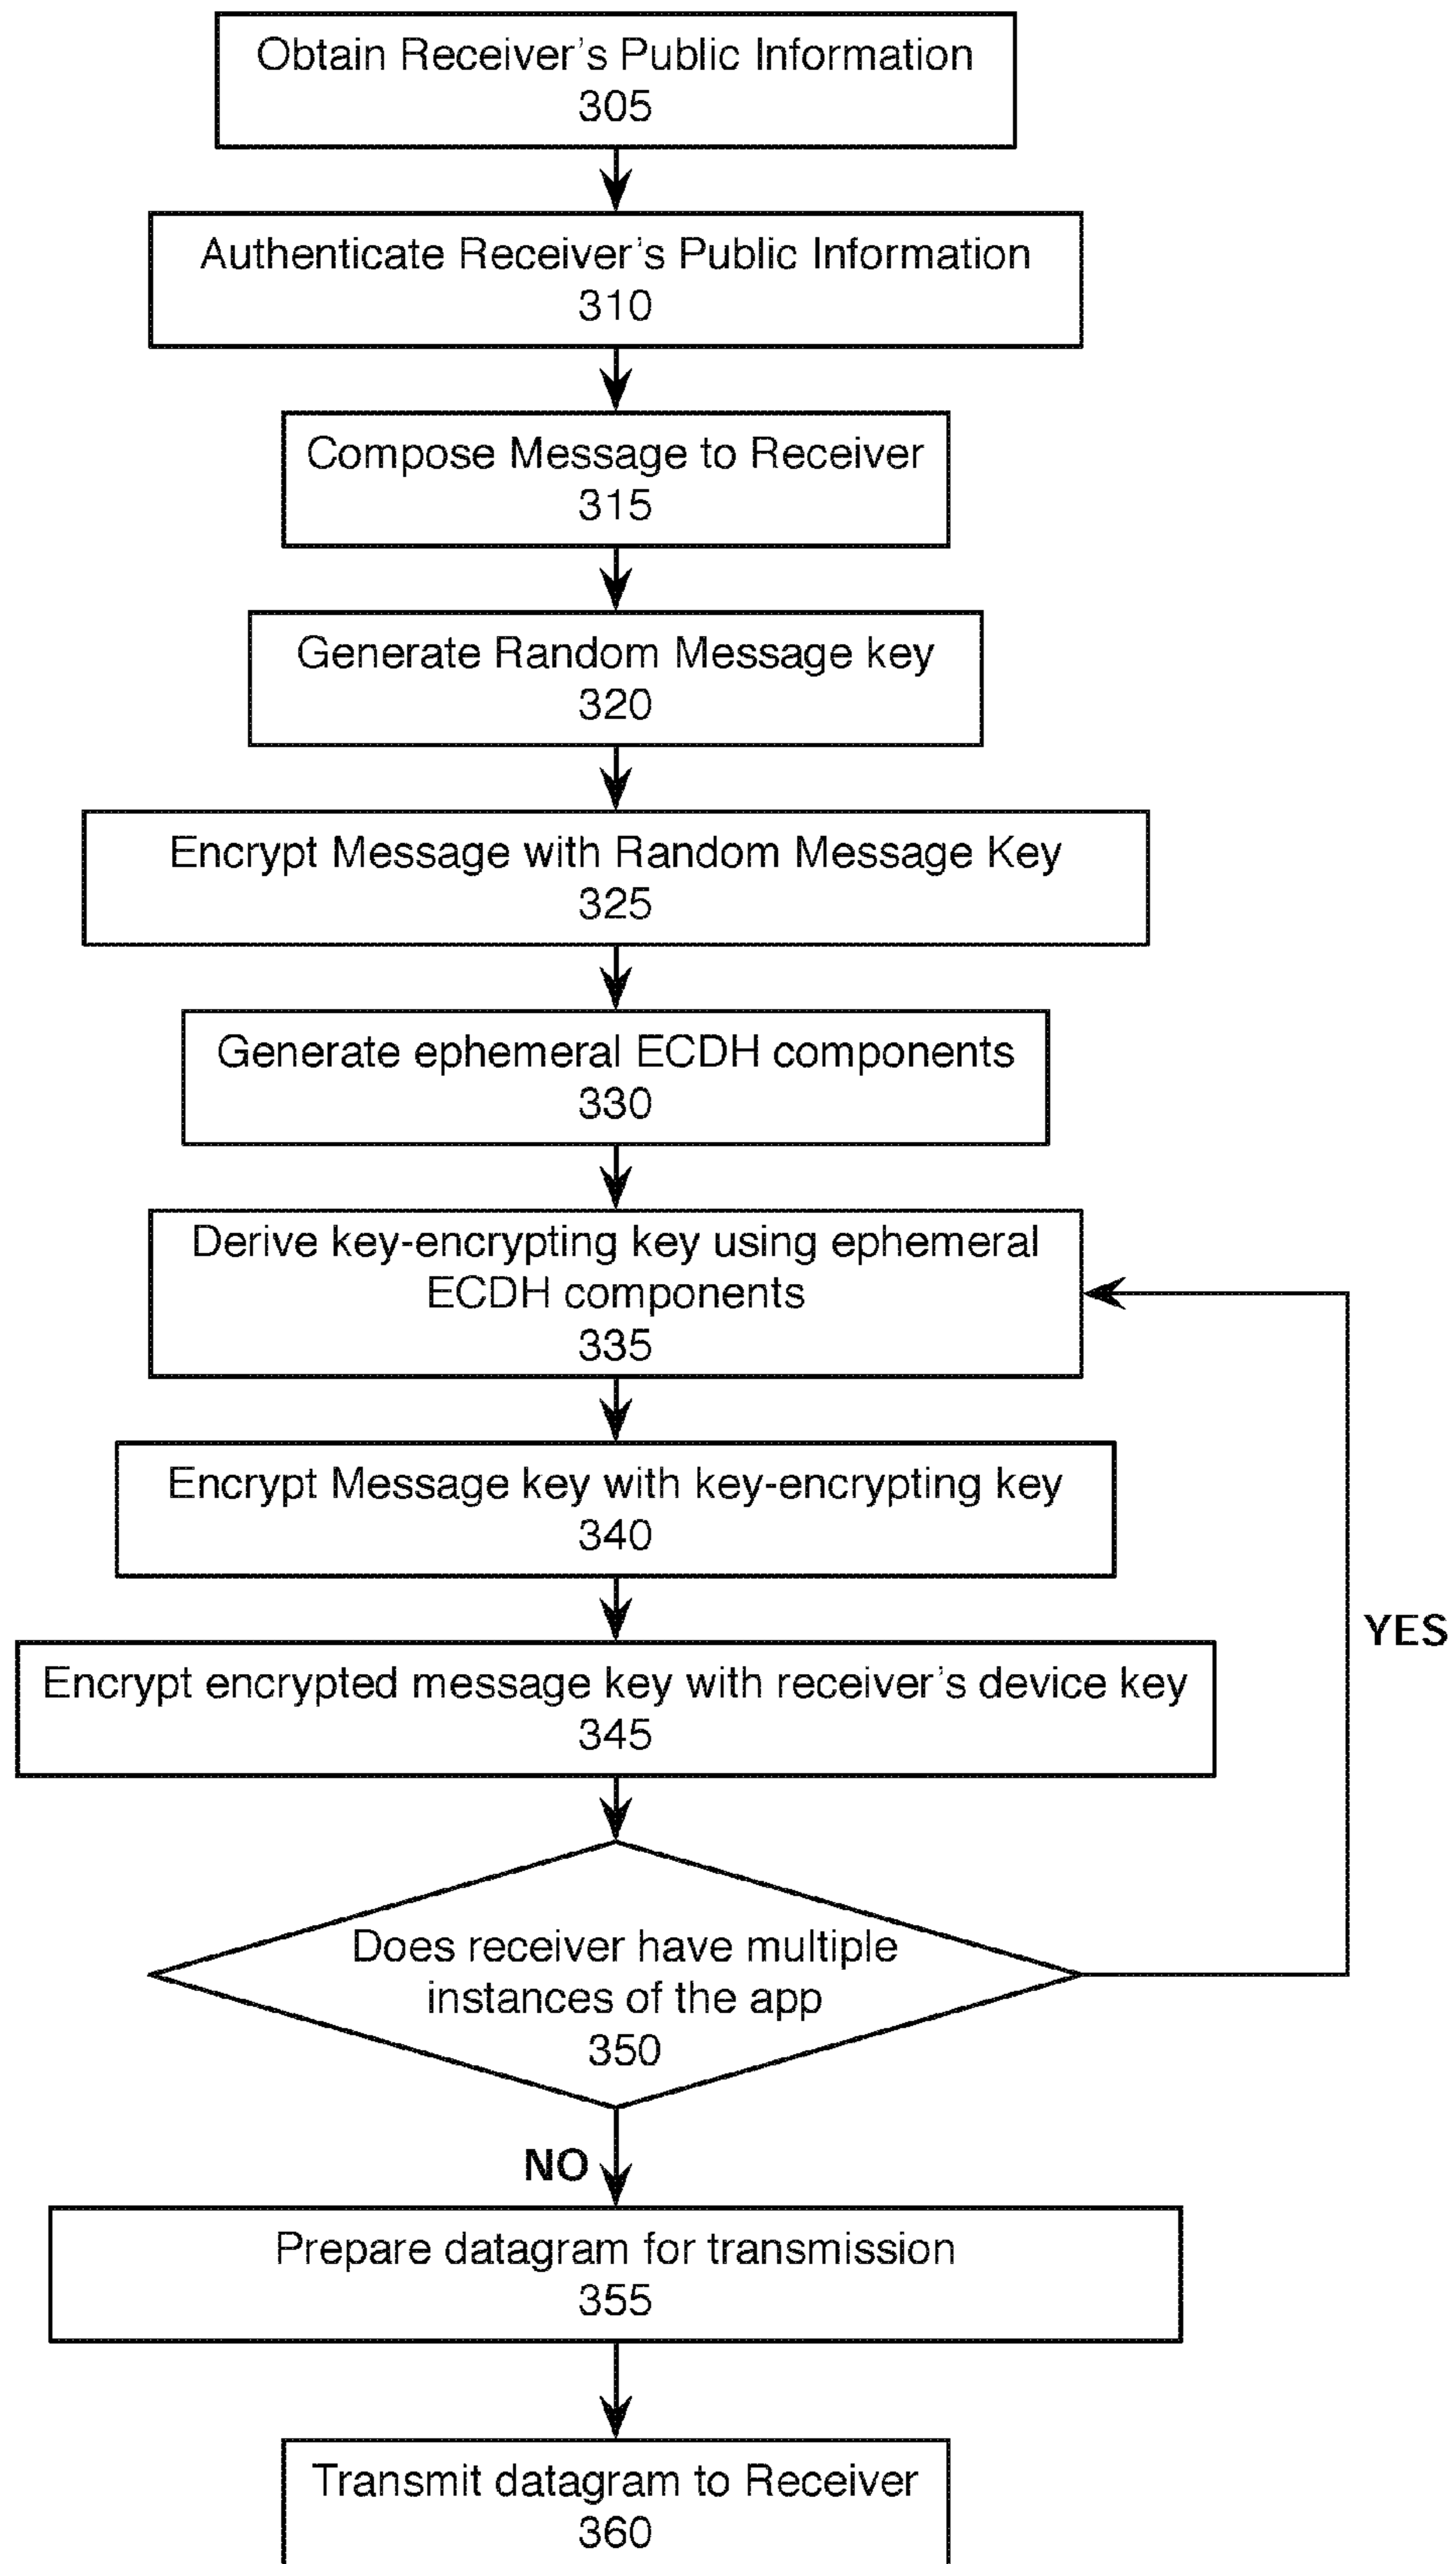 Obtain Receiver's Public Information
305
Authenticate Receiver's Public Information
310
Compose Message to Receiver
315
Generate Random Message key
320
Encrypt Message with Random Message Key
325
Generate ephemeral ECDH components
330
Derive key-encrypting key using ephemeral
ECDH components
335
Encrypt Message key with key-encrypting key
340
YES
Encrypt encrypted message key with receiver's device key
345
Does receiver have multiple
instances of the app
350
NO
Prepare datagram for transmission
355
Transmit datagram to Receiver
360